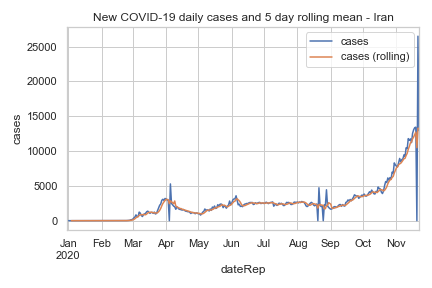 New COVID-19 daily cases and 5 day rolling mean - Iran
cases
cases (rolling)
25000
20000
15000
10000
5000
0
cases
Jan Feb Mar Apr May Jun Jul Aug Sep Oct Nov
2020
dateRep